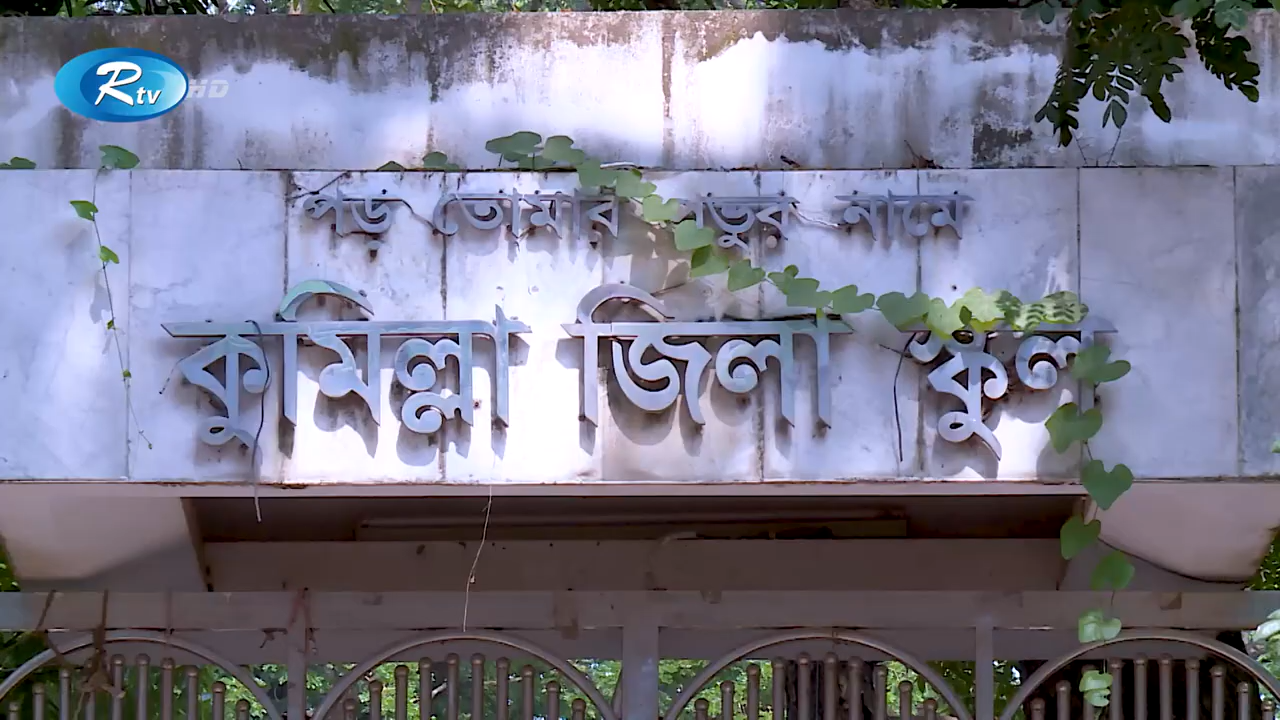 Rtv HD
পড় তোমার প্রভুর নামে
কুমিল্লা জিলা স্কুল